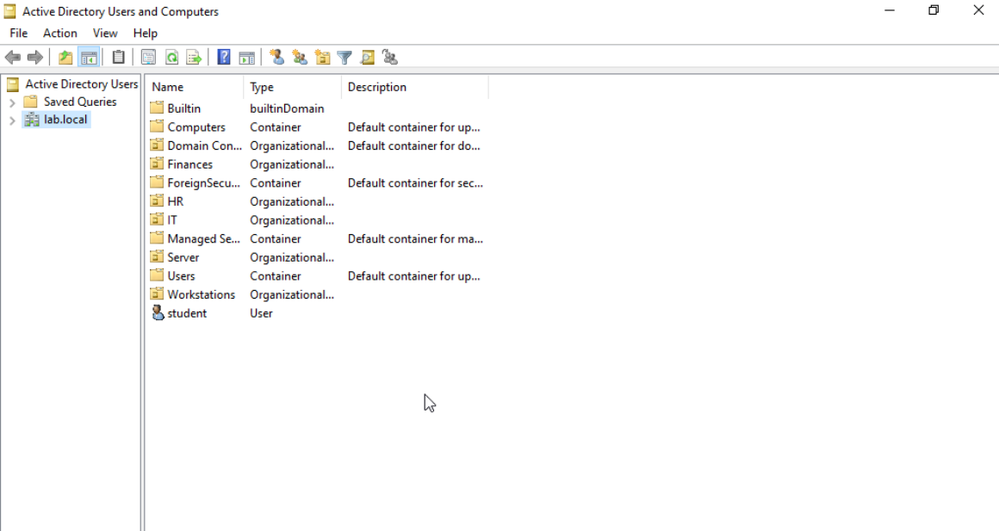 Active Directory Users and Computers
File Action View Help
Active Directory Users
Saved Queries
lab.local
Name Type Description
Builtin builtinDomain
Computers Container Default container for up...
Domain Con... Organizational... Default container for do...
Finances Organizational...
ForeignSecu... Container Default container for sec...
HR Organizational...
IT Organizational...
Managed Se... Container Default container for ma...
Server Organizational...
Users Container Default container for up...
Workstations Organizational...
student User